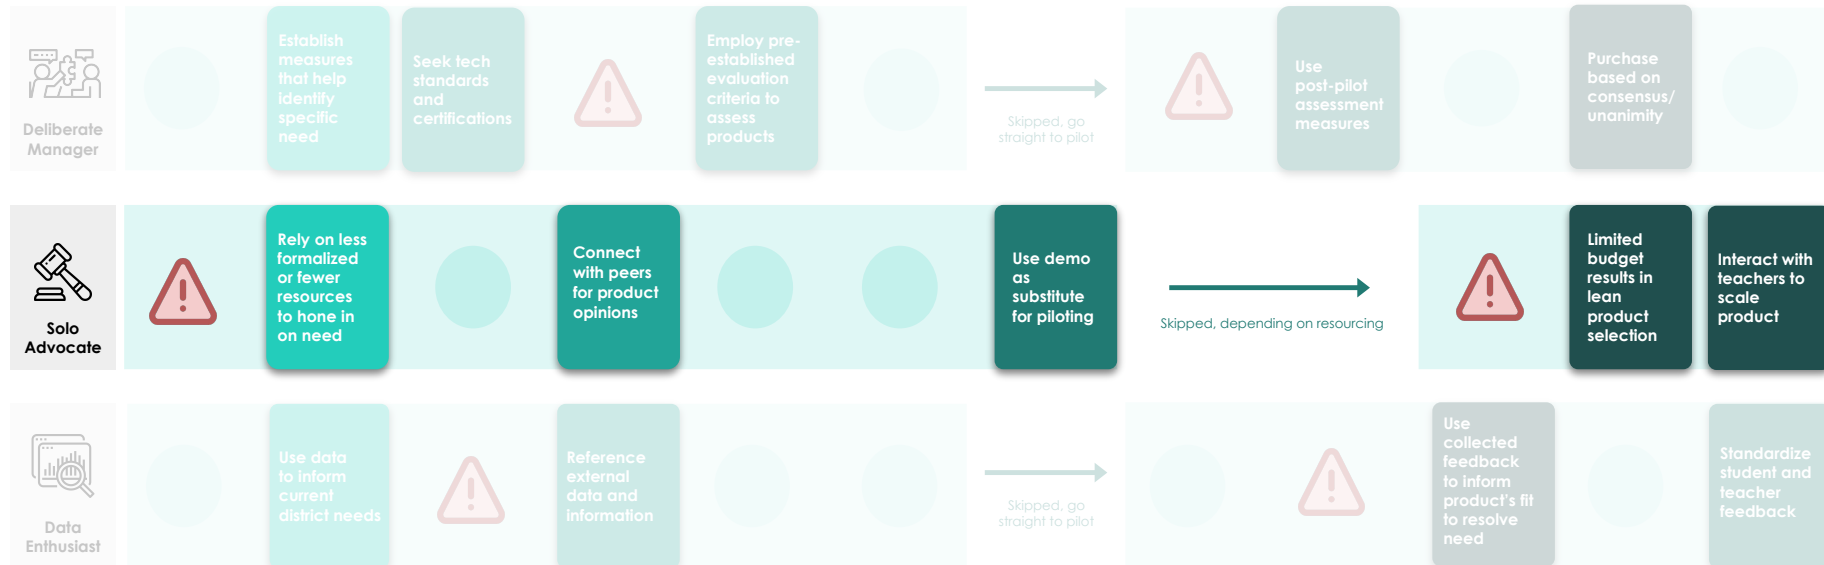 Deliberate
Manager
Establish
measures
that help
identify
specific
need
Seek tech
standards
and
certifications
Employ pre-
established
evaluation
criteria to
assess
products
Skipped, go
straight to pilot
Use
post-pilot
assessment
measures
Purchase
based on
consensus/
unanimity
Solo
Advocate
Rely on less
formalized
or fewer
resources
to hone in
on need
Connect
with peers
for product
opinions
Use demo
as
substitute
for piloting
Skipped, depending on resourcing
Limited
budget
results in
lean
product
selection
Interact with
teachers to
scale
product
Data
Enthusiast
Use data
to inform
current
district needs
Reference
external
data and
information
Skipped, go
straight to pilot
Use
collected
feedback
to inform
product's fit
to resolve
need
Standardize
student and
teacher
feedback